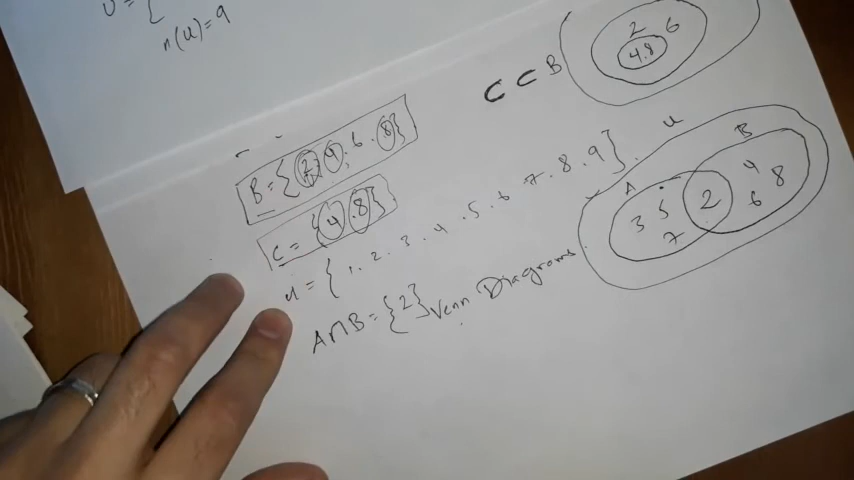 U = {
n(U) = 9
2 6
4.8
C ⊂ B
B = {2, 4, 6, 8}
C = {4, 8}
U = {1. 2. 3. 4. 5. 6 7. 8. 9}.
A∩B = {2} Venn Diagrams
U
A B
3 5 7 2 4 6 8